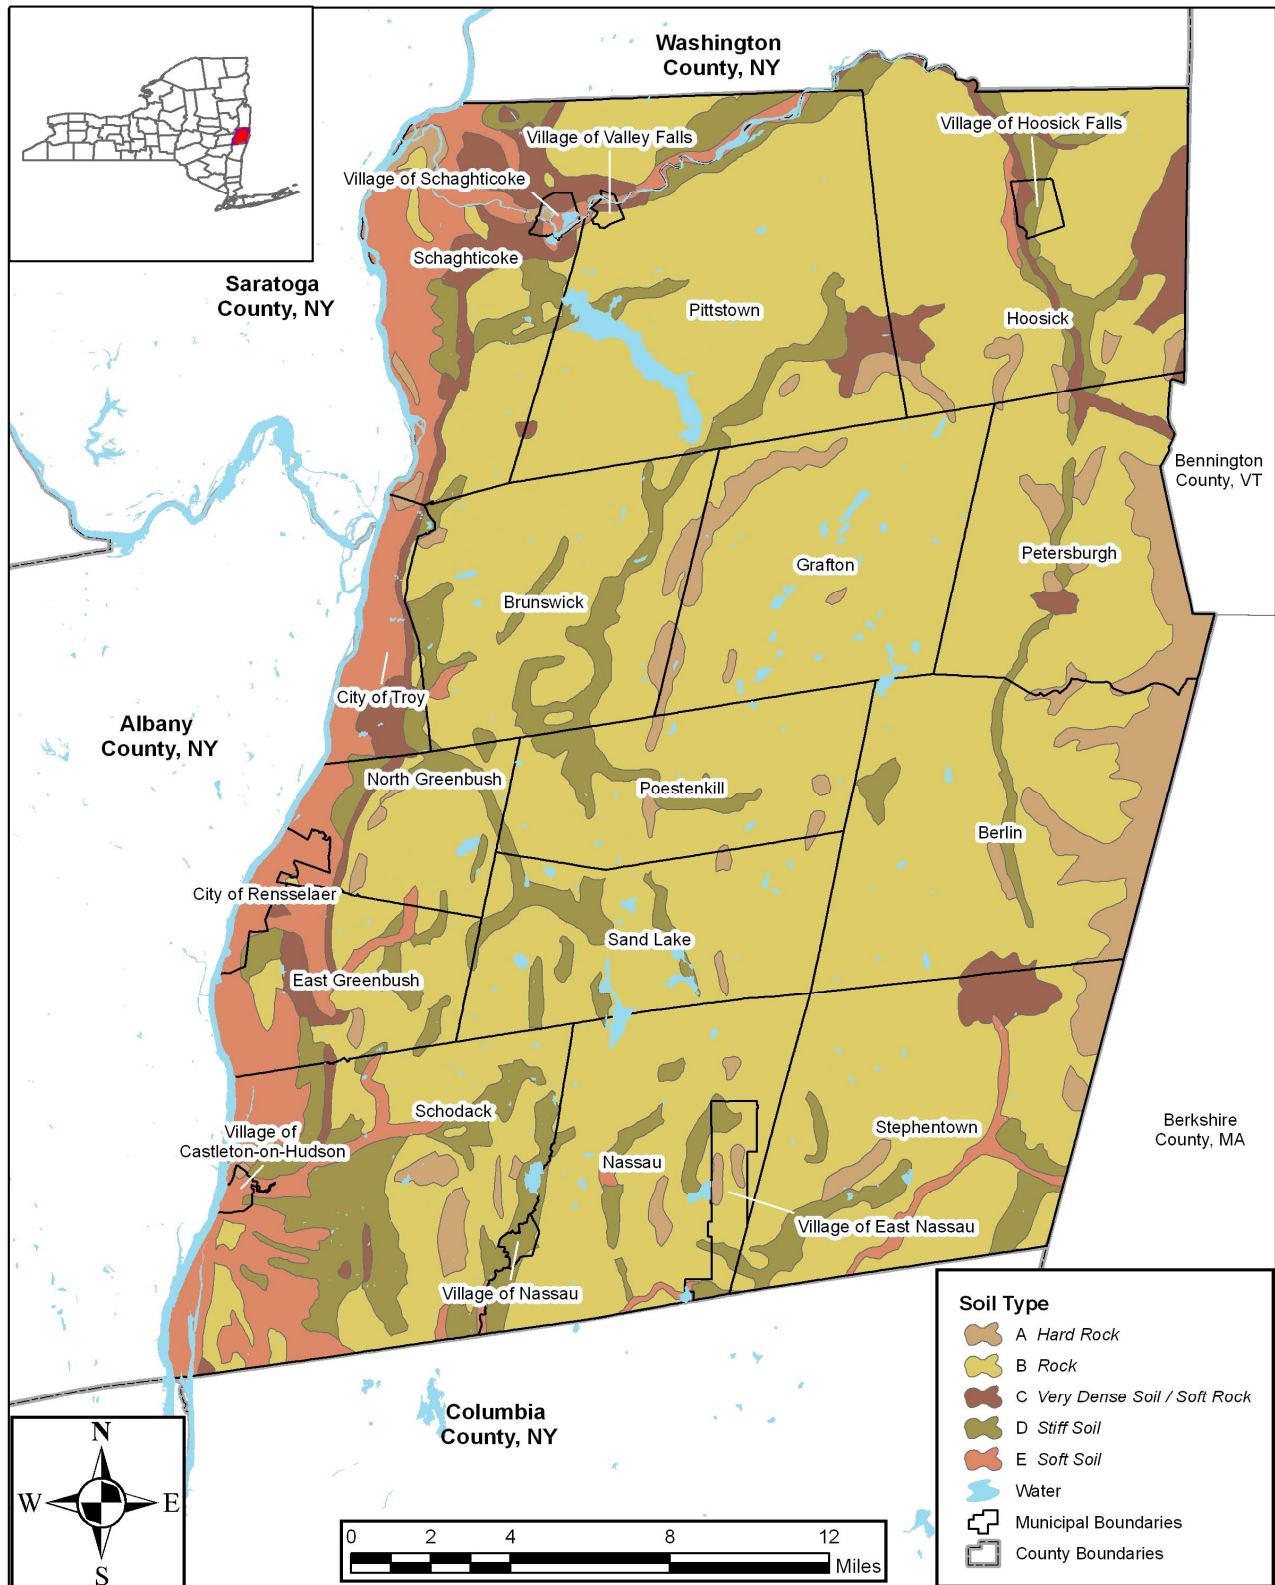 Washington
County, NY
Village of Hoosick Falls
Village of Valley Falls
Village of Schaghticoke
Schaghticoke
Saratoga
County, NY
Pittstown
Hoosick
Bennington
County, VT
Petersburgh
Grafton
Brunswick
City of Troy
Albany
County, NY
North Greenbush
Poestenkill
Berlin
City of Rensselaer
Sand Lake
East Greenbush
Schodack
Stephentown
Berkshire
County, MA
Village of
Castleton-on-Hudson
Nassau
Village of East Nassau
Village of Nassau
Columbia
County, NY
Soil Type
A Hard Rock
B Rock
C Very Dense Soil / Soft Rock
D Stiff Soil
E Soft Soil
Water
Municipal Boundaries
County Boundaries
N
W E
S
0 2 4 8 12
Miles